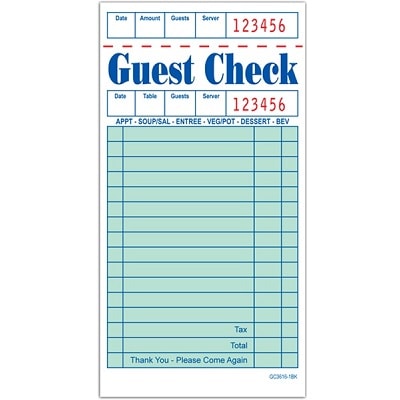 Date Amount Guests Server 123456
Guest Check
Date Table Guests Server 123456
APPT - SOUP/SAL - ENTREE - VEG/POT - DESSERT - BEV
Tax
Total
Thank You - Please Come Again
GC3616-1BK